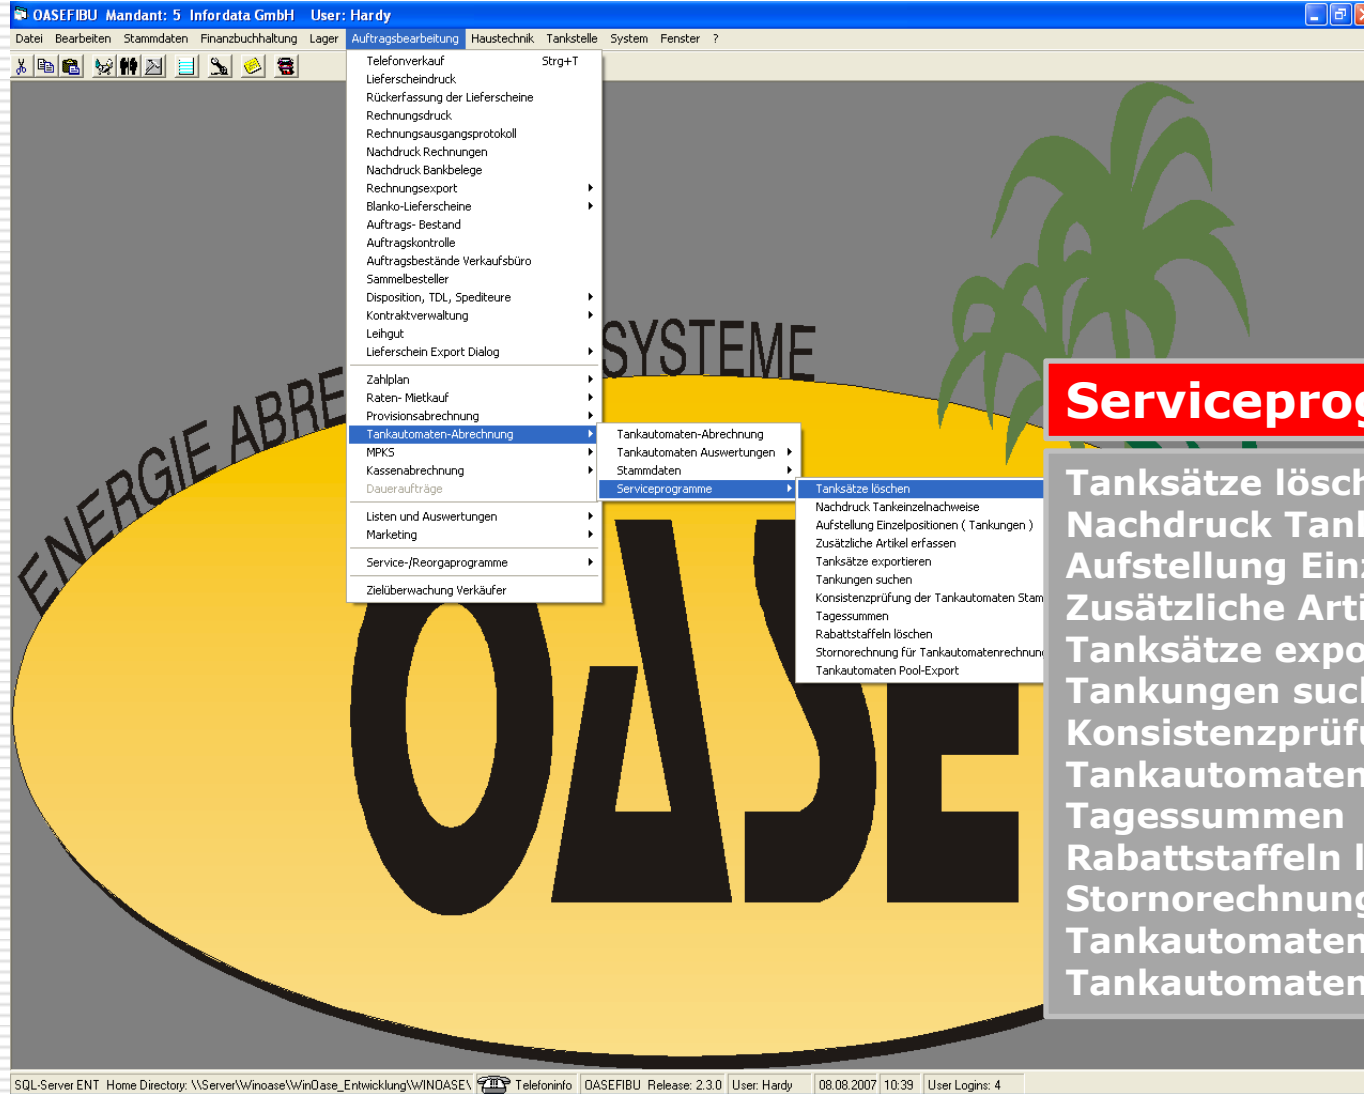 OASEFIBU Mandant: 5 Infordata GmbH User: Hardy
Datei Bearbeiten Stammdaten Finanzbuchhaltung Lager Auftragsbearbeitung Haustechnik Tankstelle System Fenster ?
Telefonverkauf Strg+T
Lieferscheindruck
Rückerfassung der Lieferscheine
Rechnungsdruck
Rechnungsausgangsprotokoll
Nachdruck Rechnungen
Nachdruck Bankbelege
Rechnungsexport
Blanko-Lieferscheine
Auftrags- Bestand
Auftragskontrolle
Auftragsbestände Verkaufsbüro
Sammelbesteller
Disposition, TDL, Spediteure
Kontraktverwaltung
Leihgut
Lieferschein Export Dialog
Zahlplan
Raten- Mietkauf
Provisionsabrechnung
Tankautomaten-Abrechnung
MPKS
Kassenabrechnung
Daueraufträge
Listen und Auswertungen
Marketing
Service-/Reorgaprogramme
Zielüberwachung Verkäufer
Tankautomaten-Abrechnung
Tankautomaten Auswertungen
Stammdaten
Serviceprogramme
Tanksätze löschen
Nachdruck Tankeinzelnachweise
Aufstellung Einzelpositionen ( Tankungen )
Zusätzliche Artikel erfassen
Tanksätze exportieren
Tankungen suchen
Konsistenzprüfung der Tankautomaten Stam
Tagessummen
Rabattstaffeln löschen
Stornorechnung für Tankautomatenrechnun
Tankautomaten Pool-Export
ENERGIE ABRE SYSTEME
OASE
Serviceprog
Tanksätze lösch
Nachdruck Tank
Aufstellung Einz
Zusätzliche Arti
Tanksätze expo
Tankungen such
Konsistenzprüfu
Tankautomaten
Tagessummen
Rabattstaffeln l
Stornorechnung
Tankautomaten
Tankautomaten
SQL-Server ENT Home Directory: \\Server\Winoase\WinOase_Entwicklung\WINOASE\ Telefoninfo OASEFIBU Release: 2.3.0 User: Hardy 08.08.2007 10:39 User Logins: 4